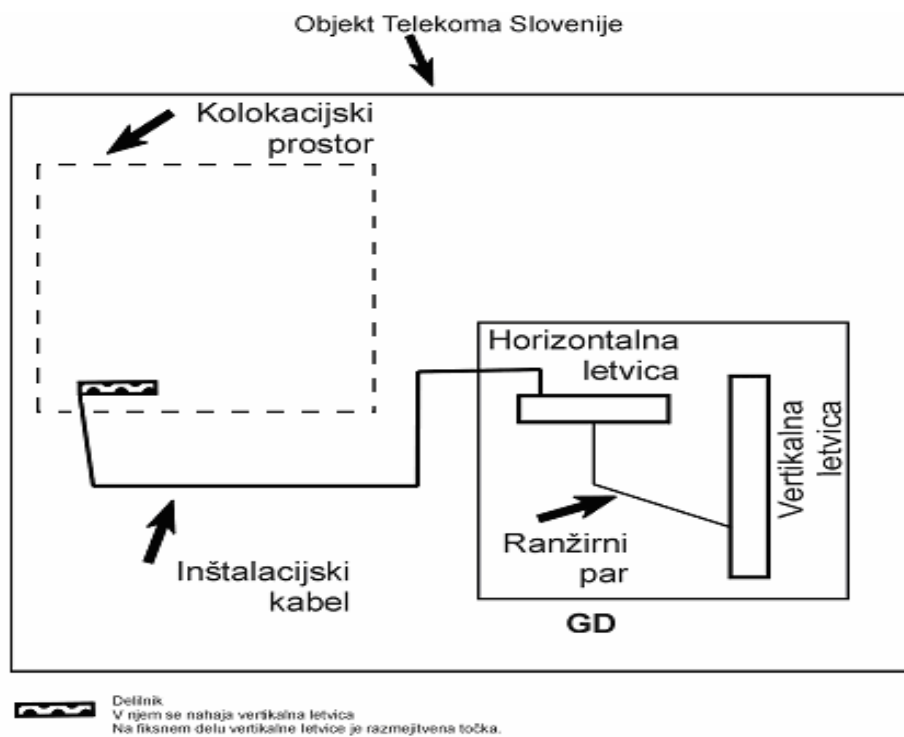 Objekt Telekoma Slovenije
Kolokacijski
prostor
Horizontalna
letvica
Vertikalna
letvica
Ranžirni
par
Inštalacijski
kabel
GD
Delilnik
V njem se nahaja vertikalna letvica
Na fiksnem delu vertikalne letvice je razmejitvena točka.